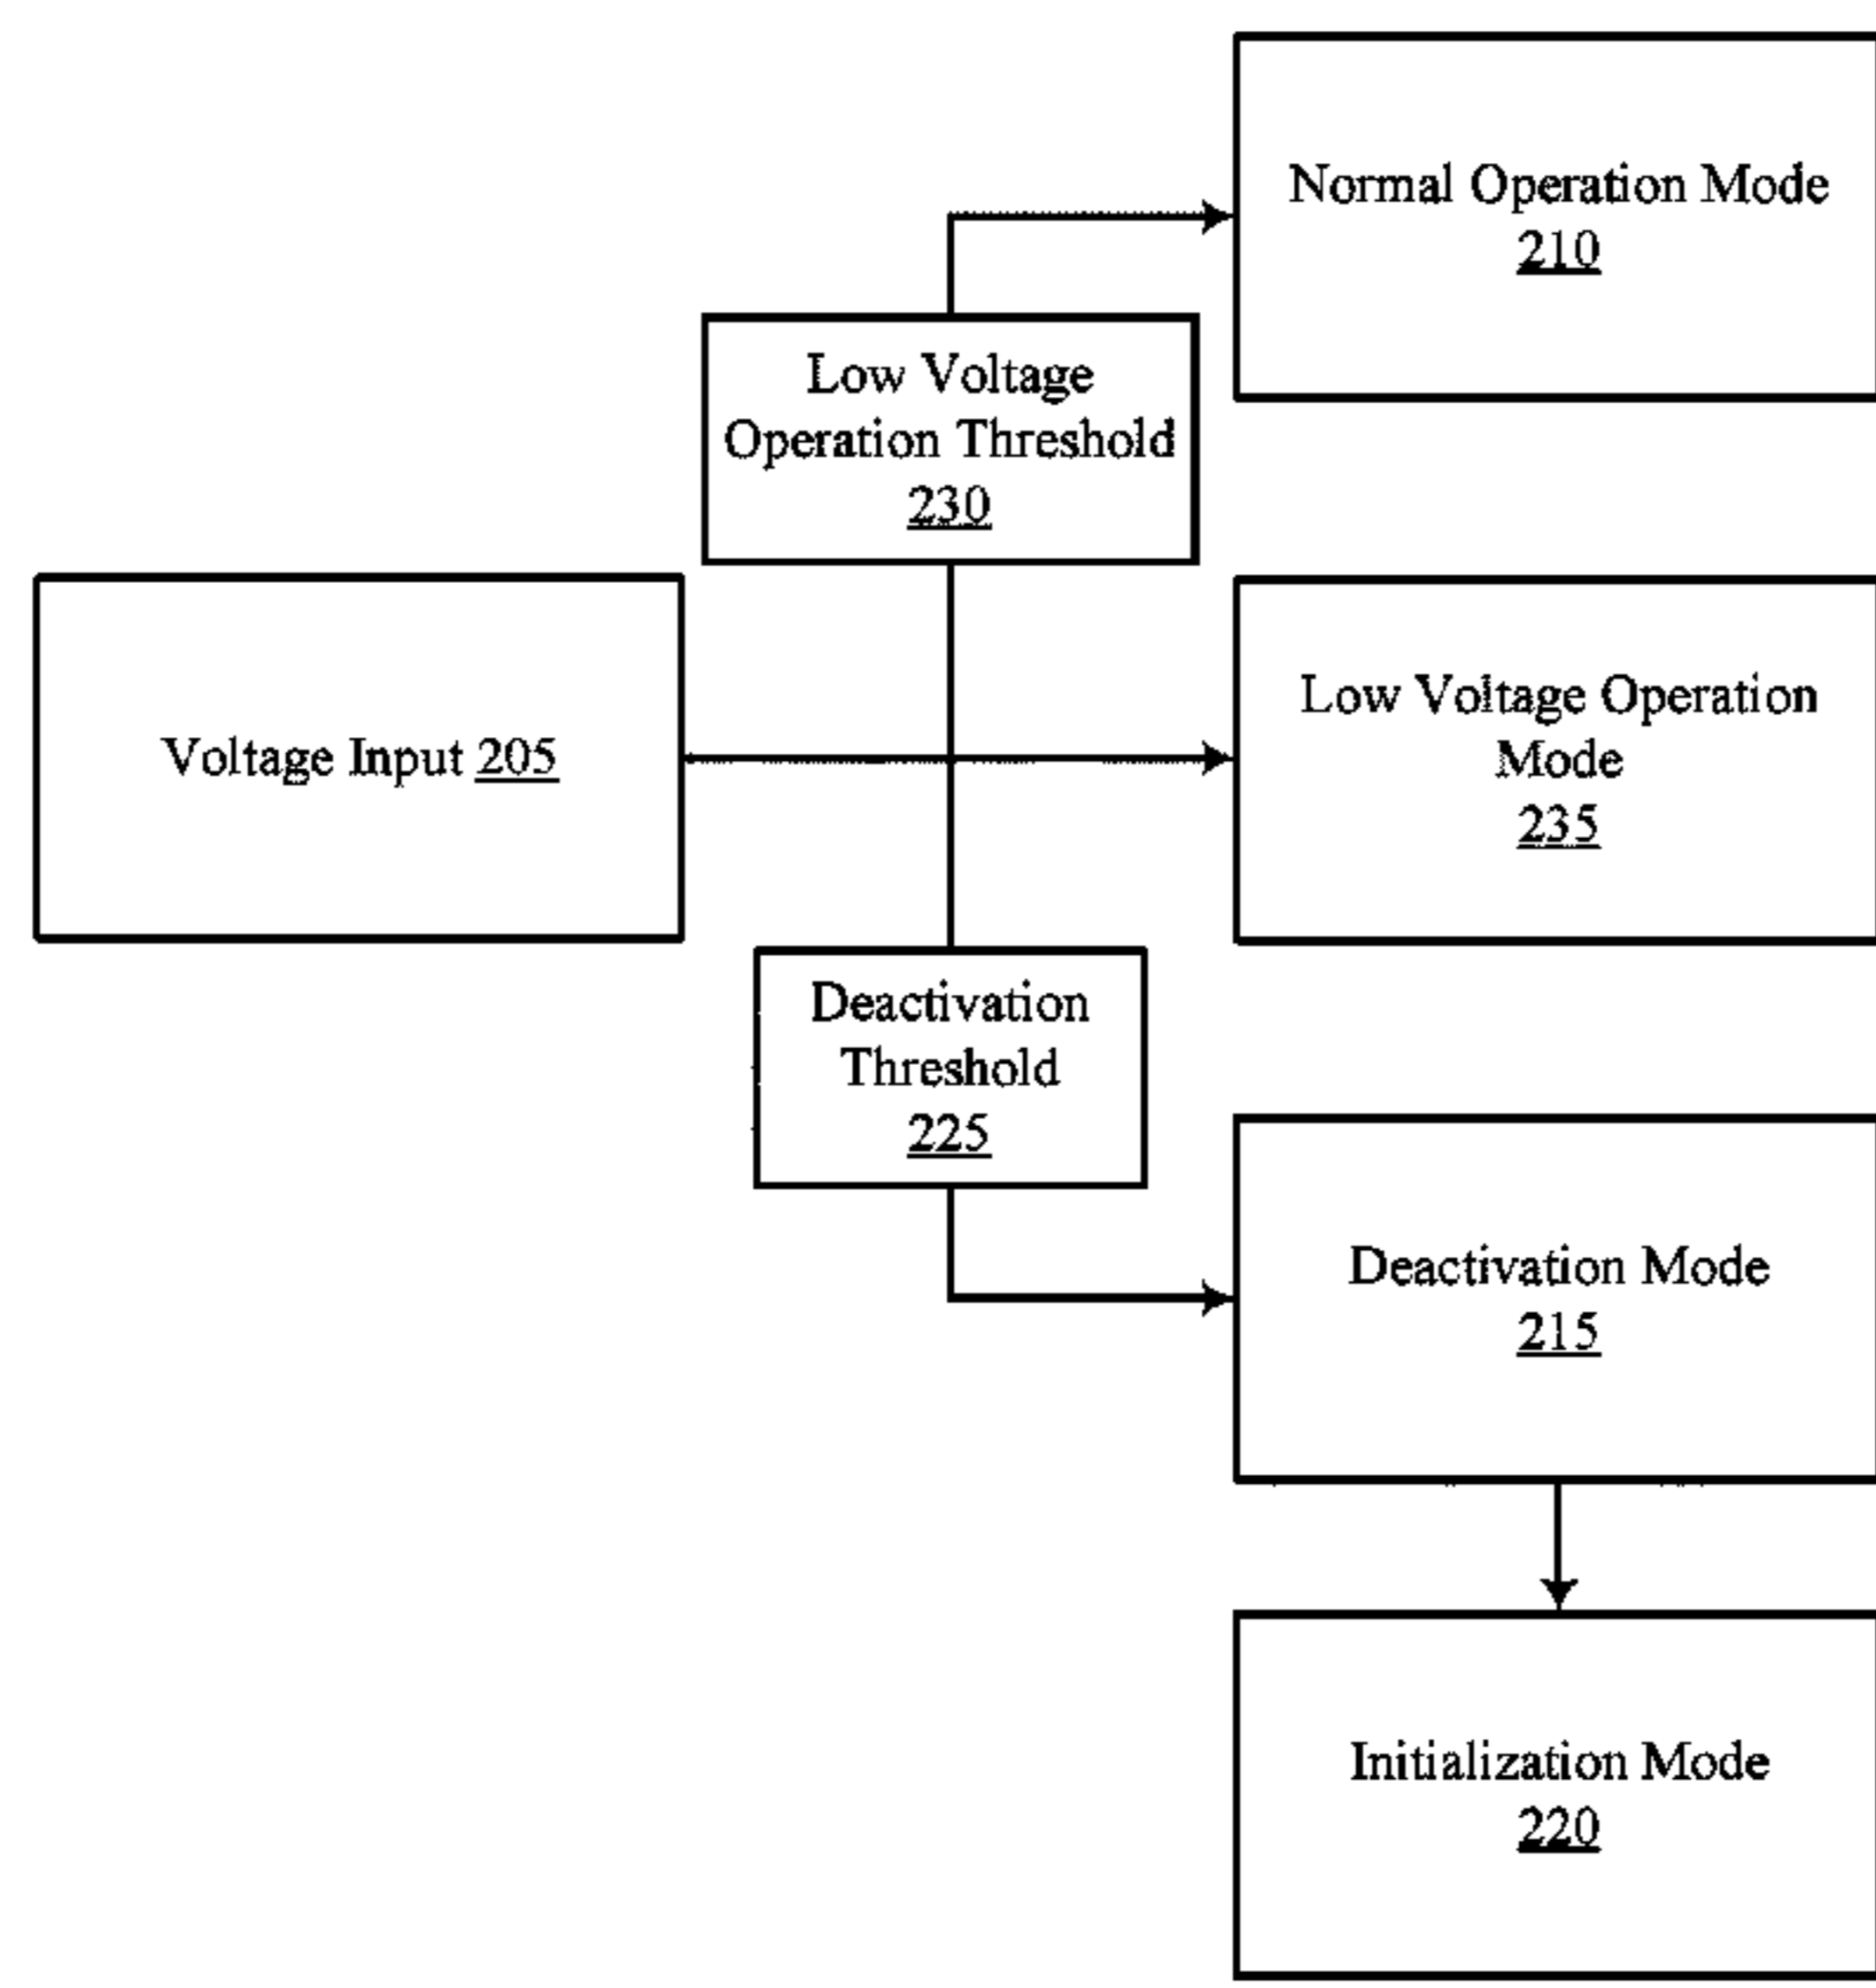 Normal Operation Mode
210
Low Voltage
Operation Threshold
230
Voltage Input 205
Low Voltage Operation
Mode
235
Deactivation
Threshold
225
Deactivation Mode
215
Initialization Mode
220